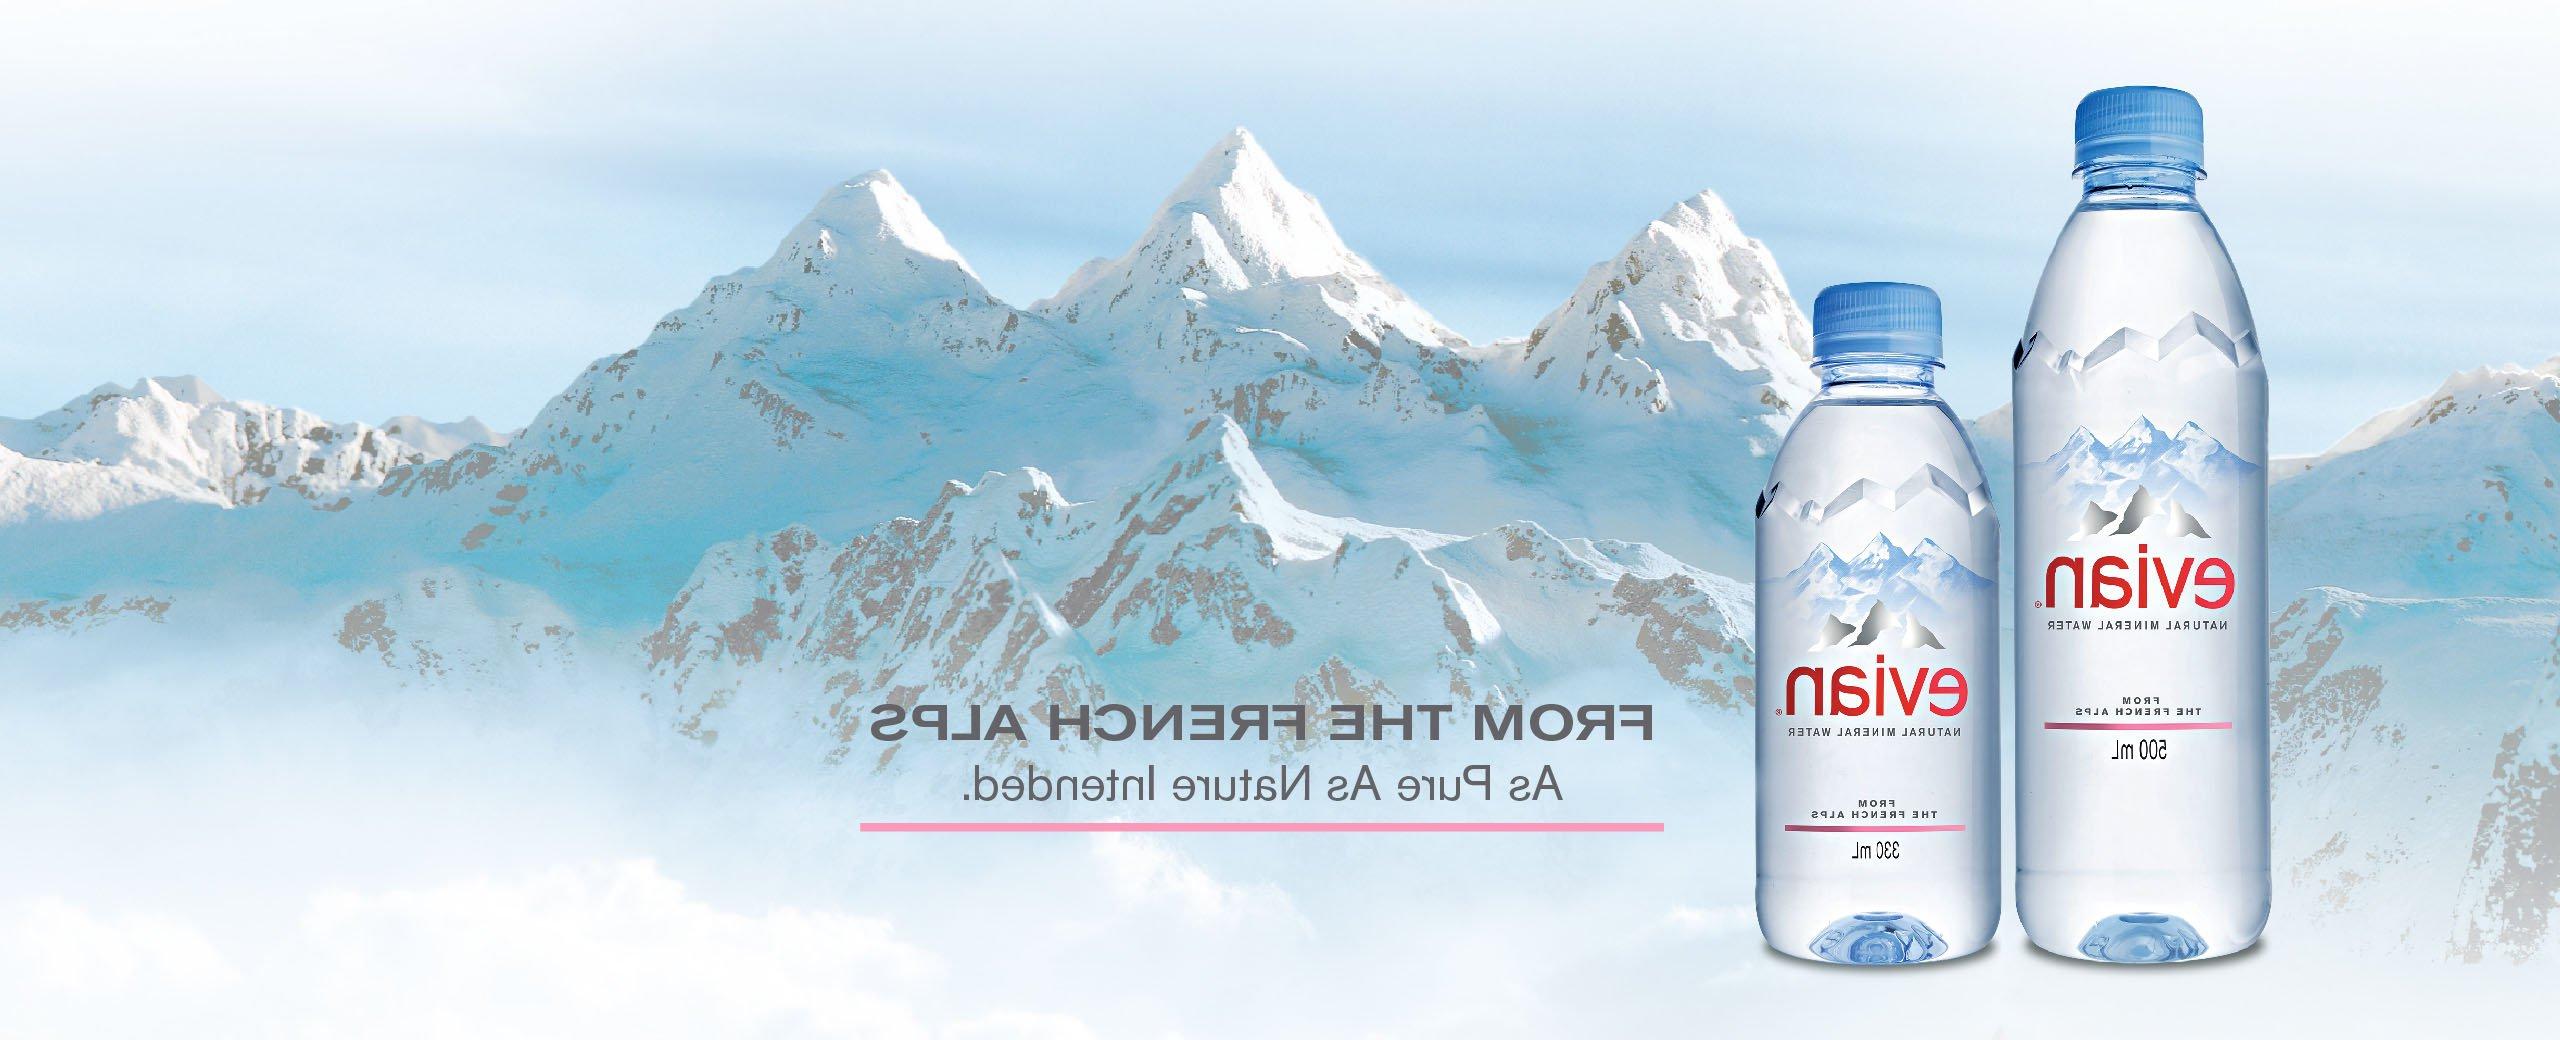 FROM THE FRENCH ALPS
As Pure As Nature Intended.
evian®
NATURAL MINERAL WATER
FROM
THE FRENCH ALPS
500 mL
evian®
NATURAL MINERAL WATER
FROM
THE FRENCH ALPS
330 mL